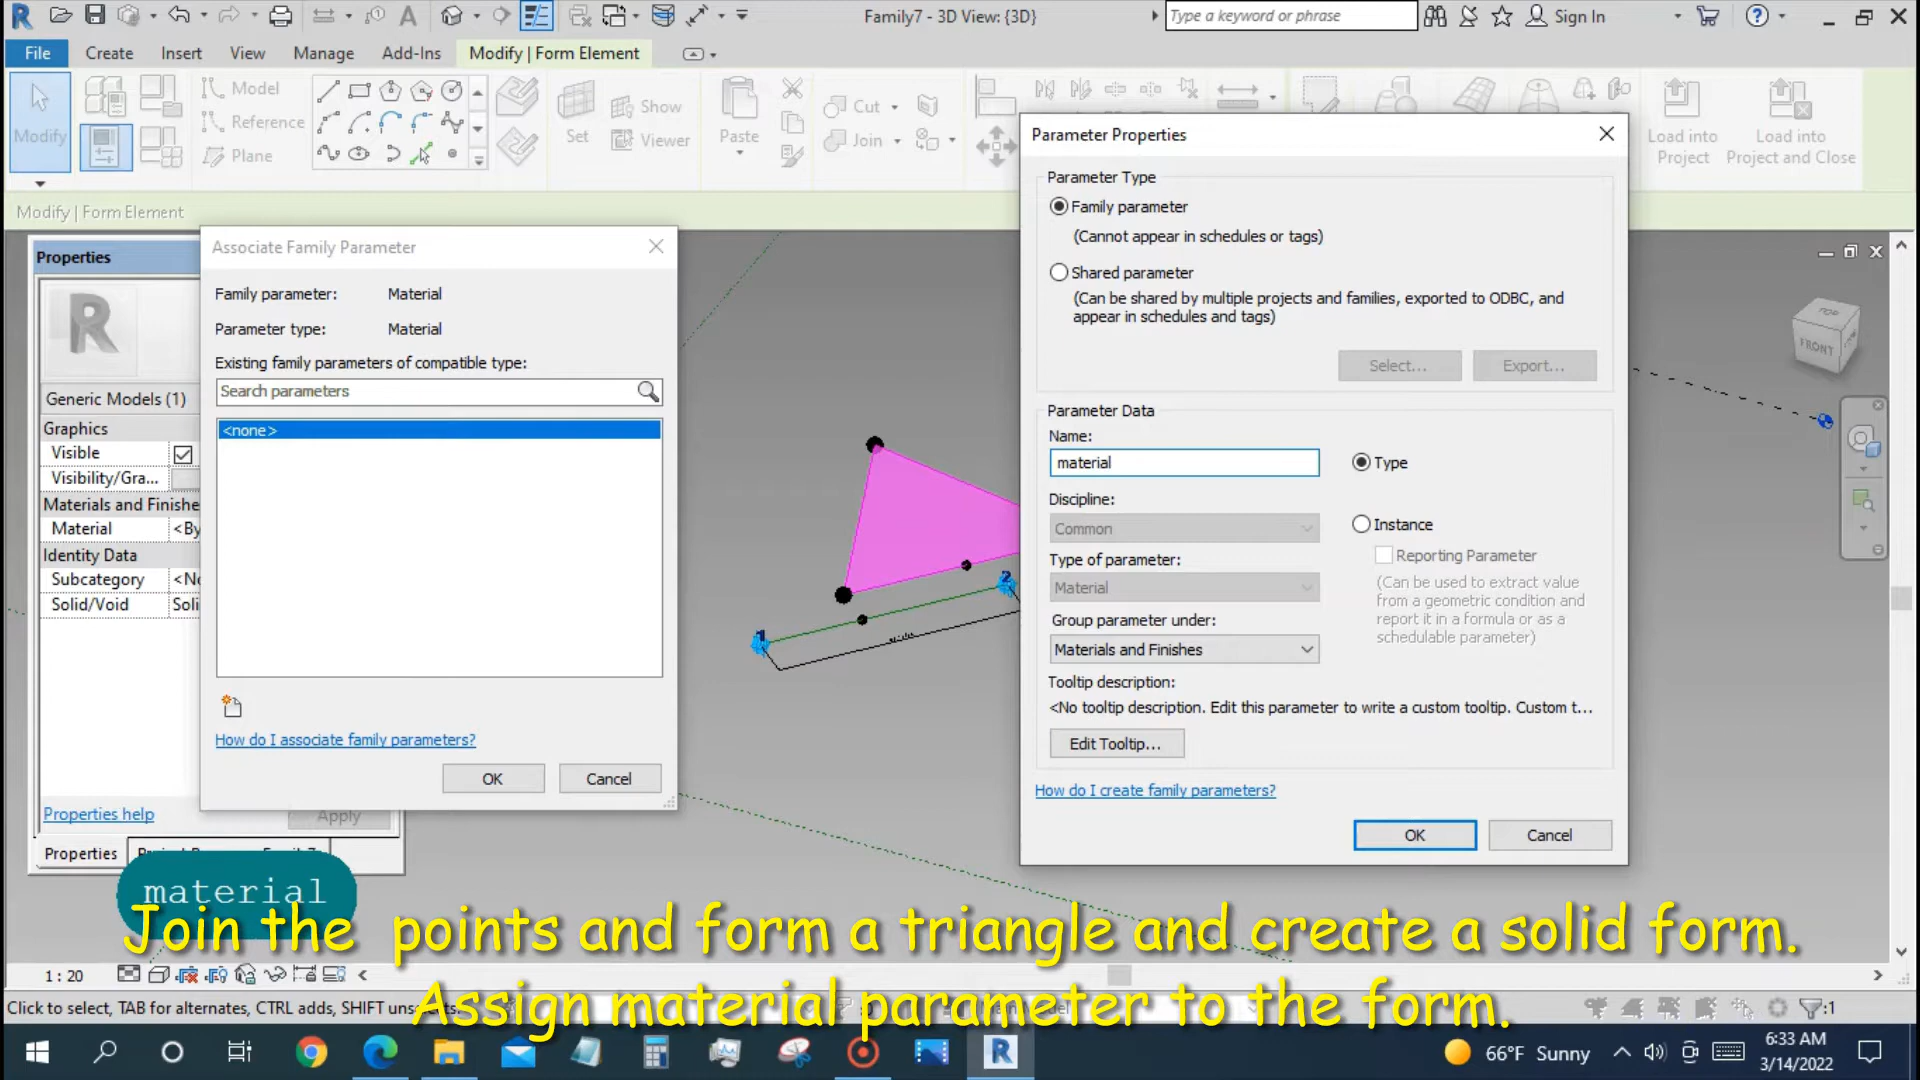 Family7 - 3D View: {3D}
Type a keyword or phrase
Sign In
File
Create
Insert
View
Manage
Add-Ins
Modify | Form Element
Modify
Model
Reference
Plane
Set
Show
Viewer
Paste
Cut
Join
Load into
Project
Load into
Project and Close
Modify | Form Element
Properties
Generic Models (1)
Graphics
Visible
Visibility/Gra...
Materials and Finishe
Material
<By
Identity Data
Subcategory
<No
Solid/Void
Soli
Properties help
Apply
Properties
Associate Family Parameter
Family parameter:
Material
Parameter type:
Material
Existing family parameters of compatible type:
Search parameters
<none>
How do I associate family parameters?
OK
Cancel
1
2
TOP
FRONT
Parameter Properties
Parameter Type
Family parameter
(Cannot appear in schedules or tags)
Shared parameter
(Can be shared by multiple projects and families, exported to ODBC, and
appear in schedules and tags)
Select...
Export...
Parameter Data
Name:
material
Type
Discipline:
Common
Instance
Reporting Parameter
Type of parameter:
Material
(Can be used to extract value
from a geometric condition and
report it in a formula or as a
schedulable parameter)
Group parameter under:
Materials and Finishes
Tooltip description:
<No tooltip description. Edit this parameter to write a custom tooltip. Custom t...
Edit Tooltip...
How do I create family parameters?
OK
Cancel
material
Join the points and form a triangle and create a solid form.
Assign material parameter to the form.
1 : 20
Click to select, TAB for alternates, CTRL adds, SHIFT uns
:1
66°F Sunny
6:33 AM
3/14/2022